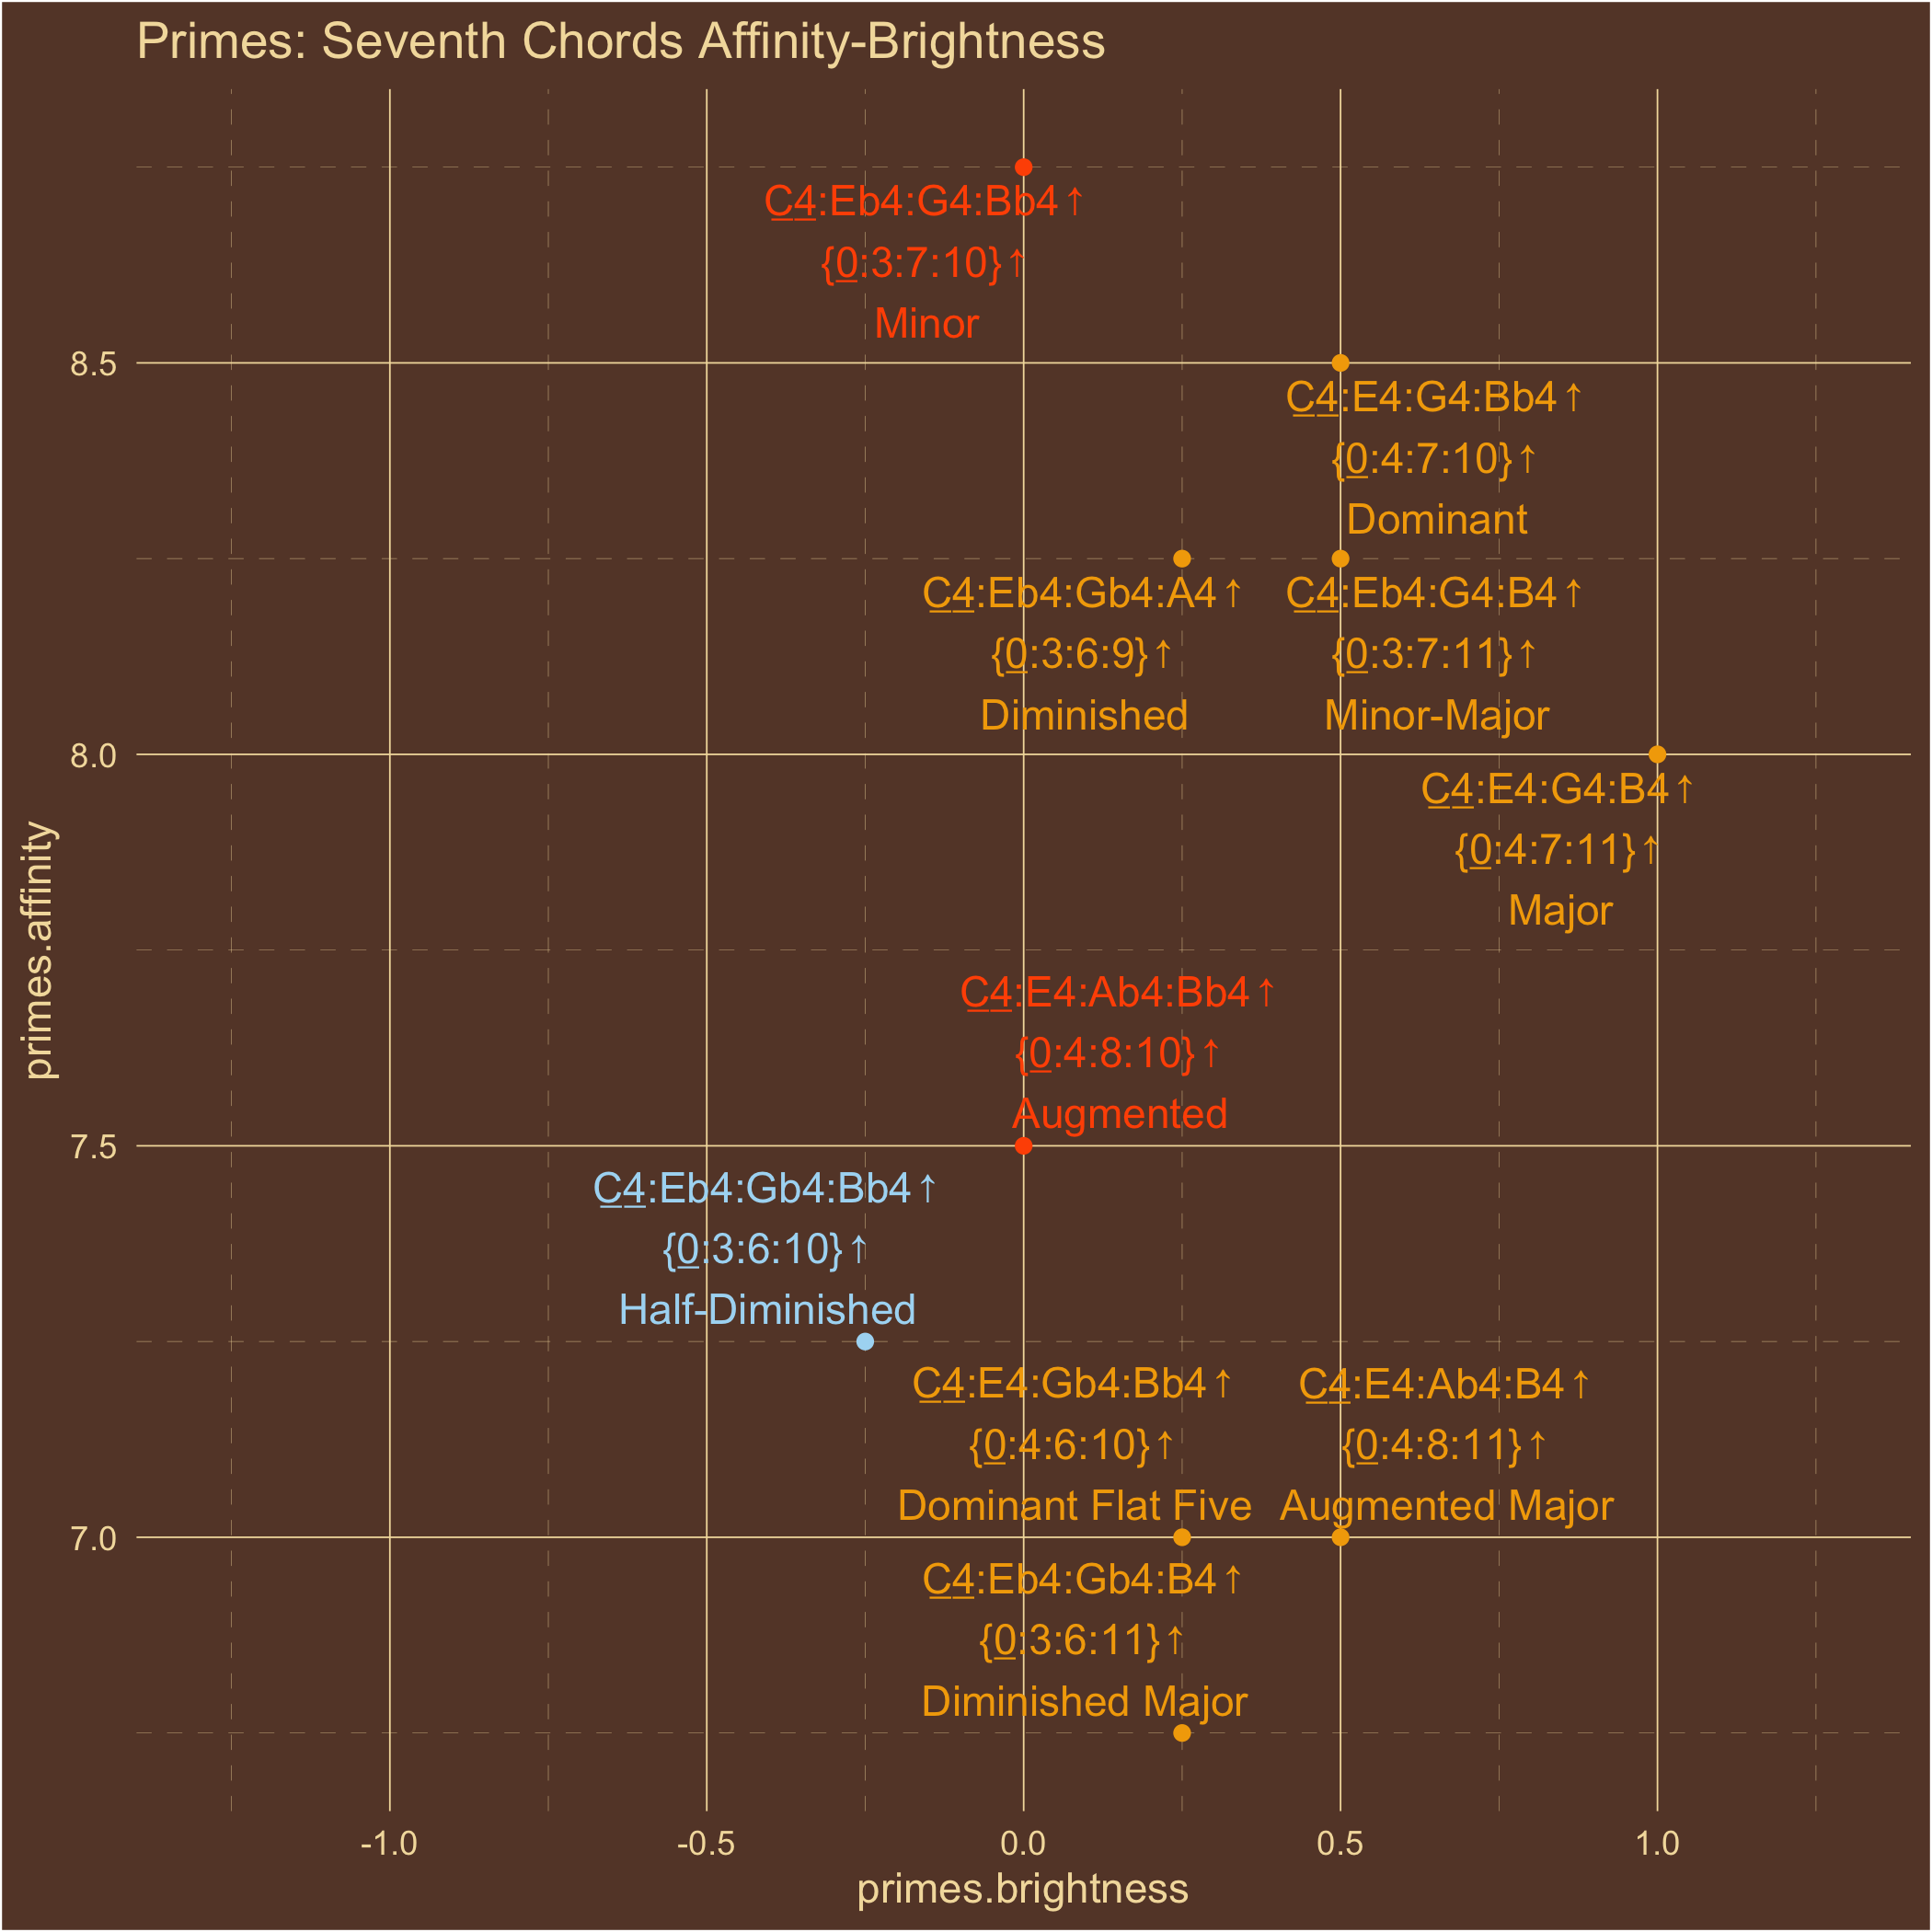 Primes: Seventh Chords Affinity-Brightness
C4:Eb4:G4:Bb4↑
{0:3:7:10}↑
Minor
8.5
C4:E4:G4:Bb4↑
{0:4:7:10}↑
Dominant
C4:Eb4:Gb4:A4↑
{0:3:6:9}↑
Diminished
C4:Eb4:G4:B4↑
{0:3:7:11}↑
Minor-Major
8.0
C4:E4:G4:B4↑
{0:4:7:11}↑
Major
primes.affinity
C4:E4:Ab4:Bb4↑
{0:4:8:10}↑
Augmented
7.5
C4:Eb4:Gb4:Bb4↑
{0:3:6:10}↑
Half-Diminished
C4:E4:Gb4:Bb4↑
{0:4:6:10}↑
Dominant Flat Five
C4:E4:Ab4:B4↑
{0:4:8:11}↑
Augmented Major
7.0
C4:Eb4:Gb4:B4↑
{0:3:6:11}↑
Diminished Major
-1.0
-0.5
0.0
0.5
1.0
primes.brightness